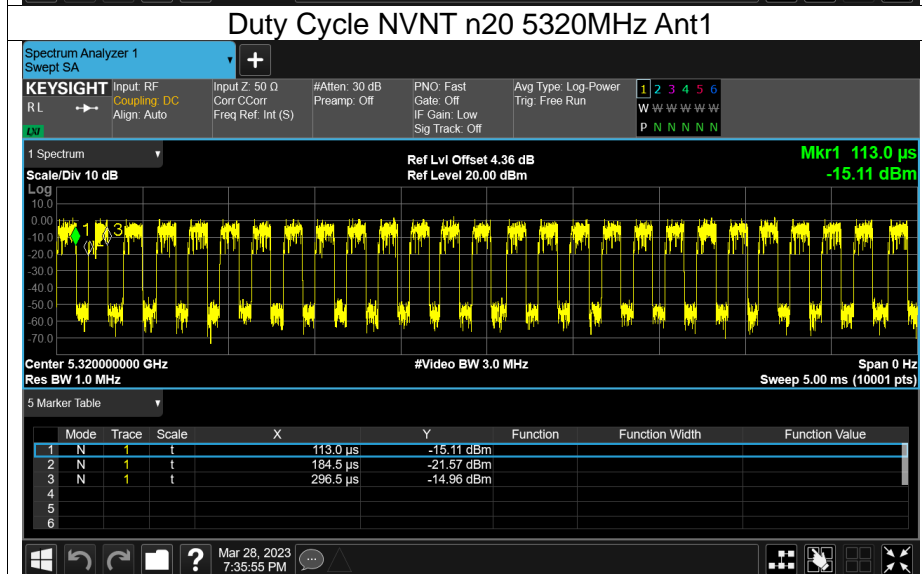 Duty Cycle NVNT n20 5320MHz Ant1
Spectrum Analyzer 1
Swept SA
+
KEYSIGHT Input: RF Input Z: 50 Ω #Atten: 30 dB PNO: Fast Avg Type: Log-Power 1 2 3 4 5 6
R L Coupling: DC Corr CCorr Preamp: Off Gate: Off Trig: Free Run W W W W W W
Align: Auto Freq Ref: Int (S) IF Gain: Low
LXI Sig Track: Off P N N N N N
1 Spectrum Ref Lvl Offset 4.36 dB Mkr1 113.0 µs
Scale/Div 10 dB Ref Level 20.00 dBm -15.11 dBm
Log
10.0
0.00
1 3
-10.0
-20.0
-30.0
-40.0
-50.0
-60.0
-70.0
Center 5.320000000 GHz #Video BW 3.0 MHz Span 0 Hz
Res BW 1.0 MHz Sweep 5.00 ms (10001 pts)
5 Marker Table
Mode Trace Scale X Y Function Function Width Function Value
1 N 1 t 113.0 µs -15.11 dBm
2 N 1 t 184.5 µs -21.57 dBm
3 N 1 t 296.5 µs -14.96 dBm
4
5
6
? Mar 28, 2023
7:35:55 PM